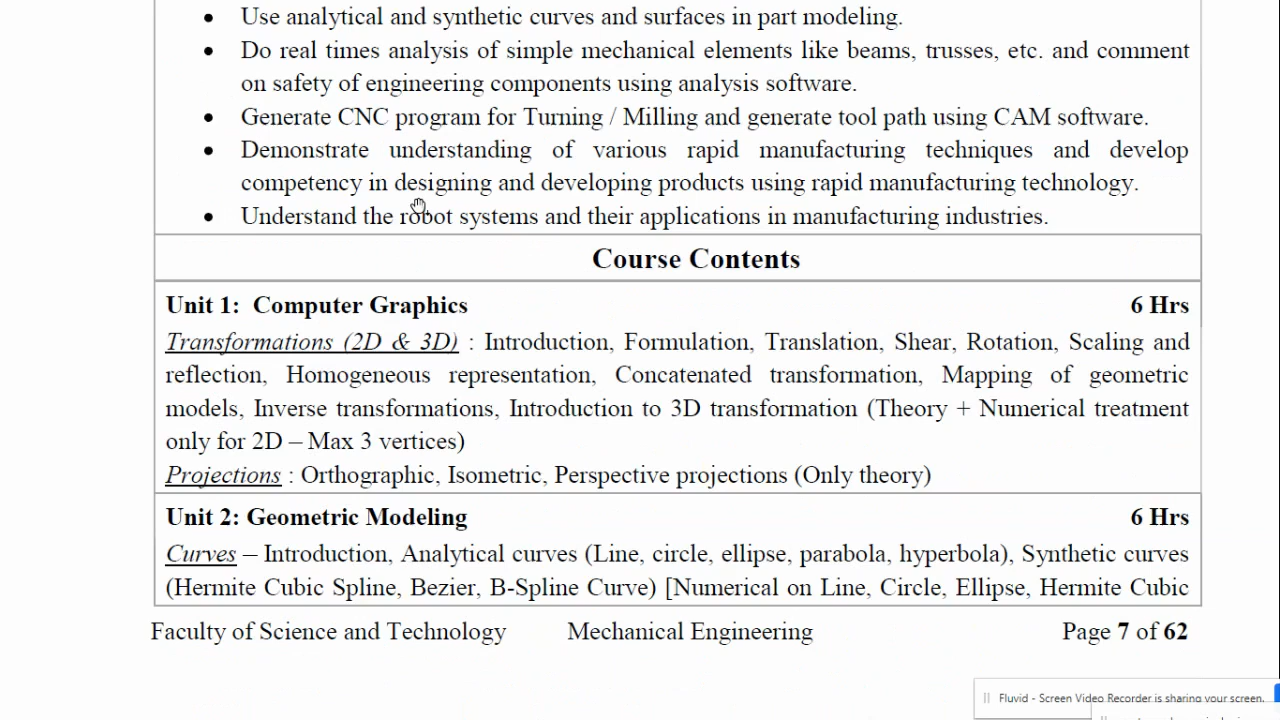 • Use analytical and synthetic curves and surfaces in part modeling.
• Do real times analysis of simple mechanical elements like beams, trusses, etc. and comment
on safety of engineering components using analysis software.
• Generate CNC program for Turning / Milling and generate tool path using CAM software.
• Demonstrate understanding of various rapid manufacturing techniques and develop
competency in designing and developing products using rapid manufacturing technology.
• Understand the robot systems and their applications in manufacturing industries.
Course Contents
Unit 1: Computer Graphics 6 Hrs
Transformations (2D & 3D) : Introduction, Formulation, Translation, Shear, Rotation, Scaling and
reflection, Homogeneous representation, Concatenated transformation, Mapping of geometric
models, Inverse transformations, Introduction to 3D transformation (Theory + Numerical treatment
only for 2D – Max 3 vertices)
Projections : Orthographic, Isometric, Perspective projections (Only theory)
Unit 2: Geometric Modeling 6 Hrs
Curves – Introduction, Analytical curves (Line, circle, ellipse, parabola, hyperbola), Synthetic curves
(Hermite Cubic Spline, Bezier, B-Spline Curve) [Numerical on Line, Circle, Ellipse, Hermite Cubic
Faculty of Science and Technology Mechanical Engineering Page 7 of 62
Fluvid - Screen Video Recorder is sharing your screen.